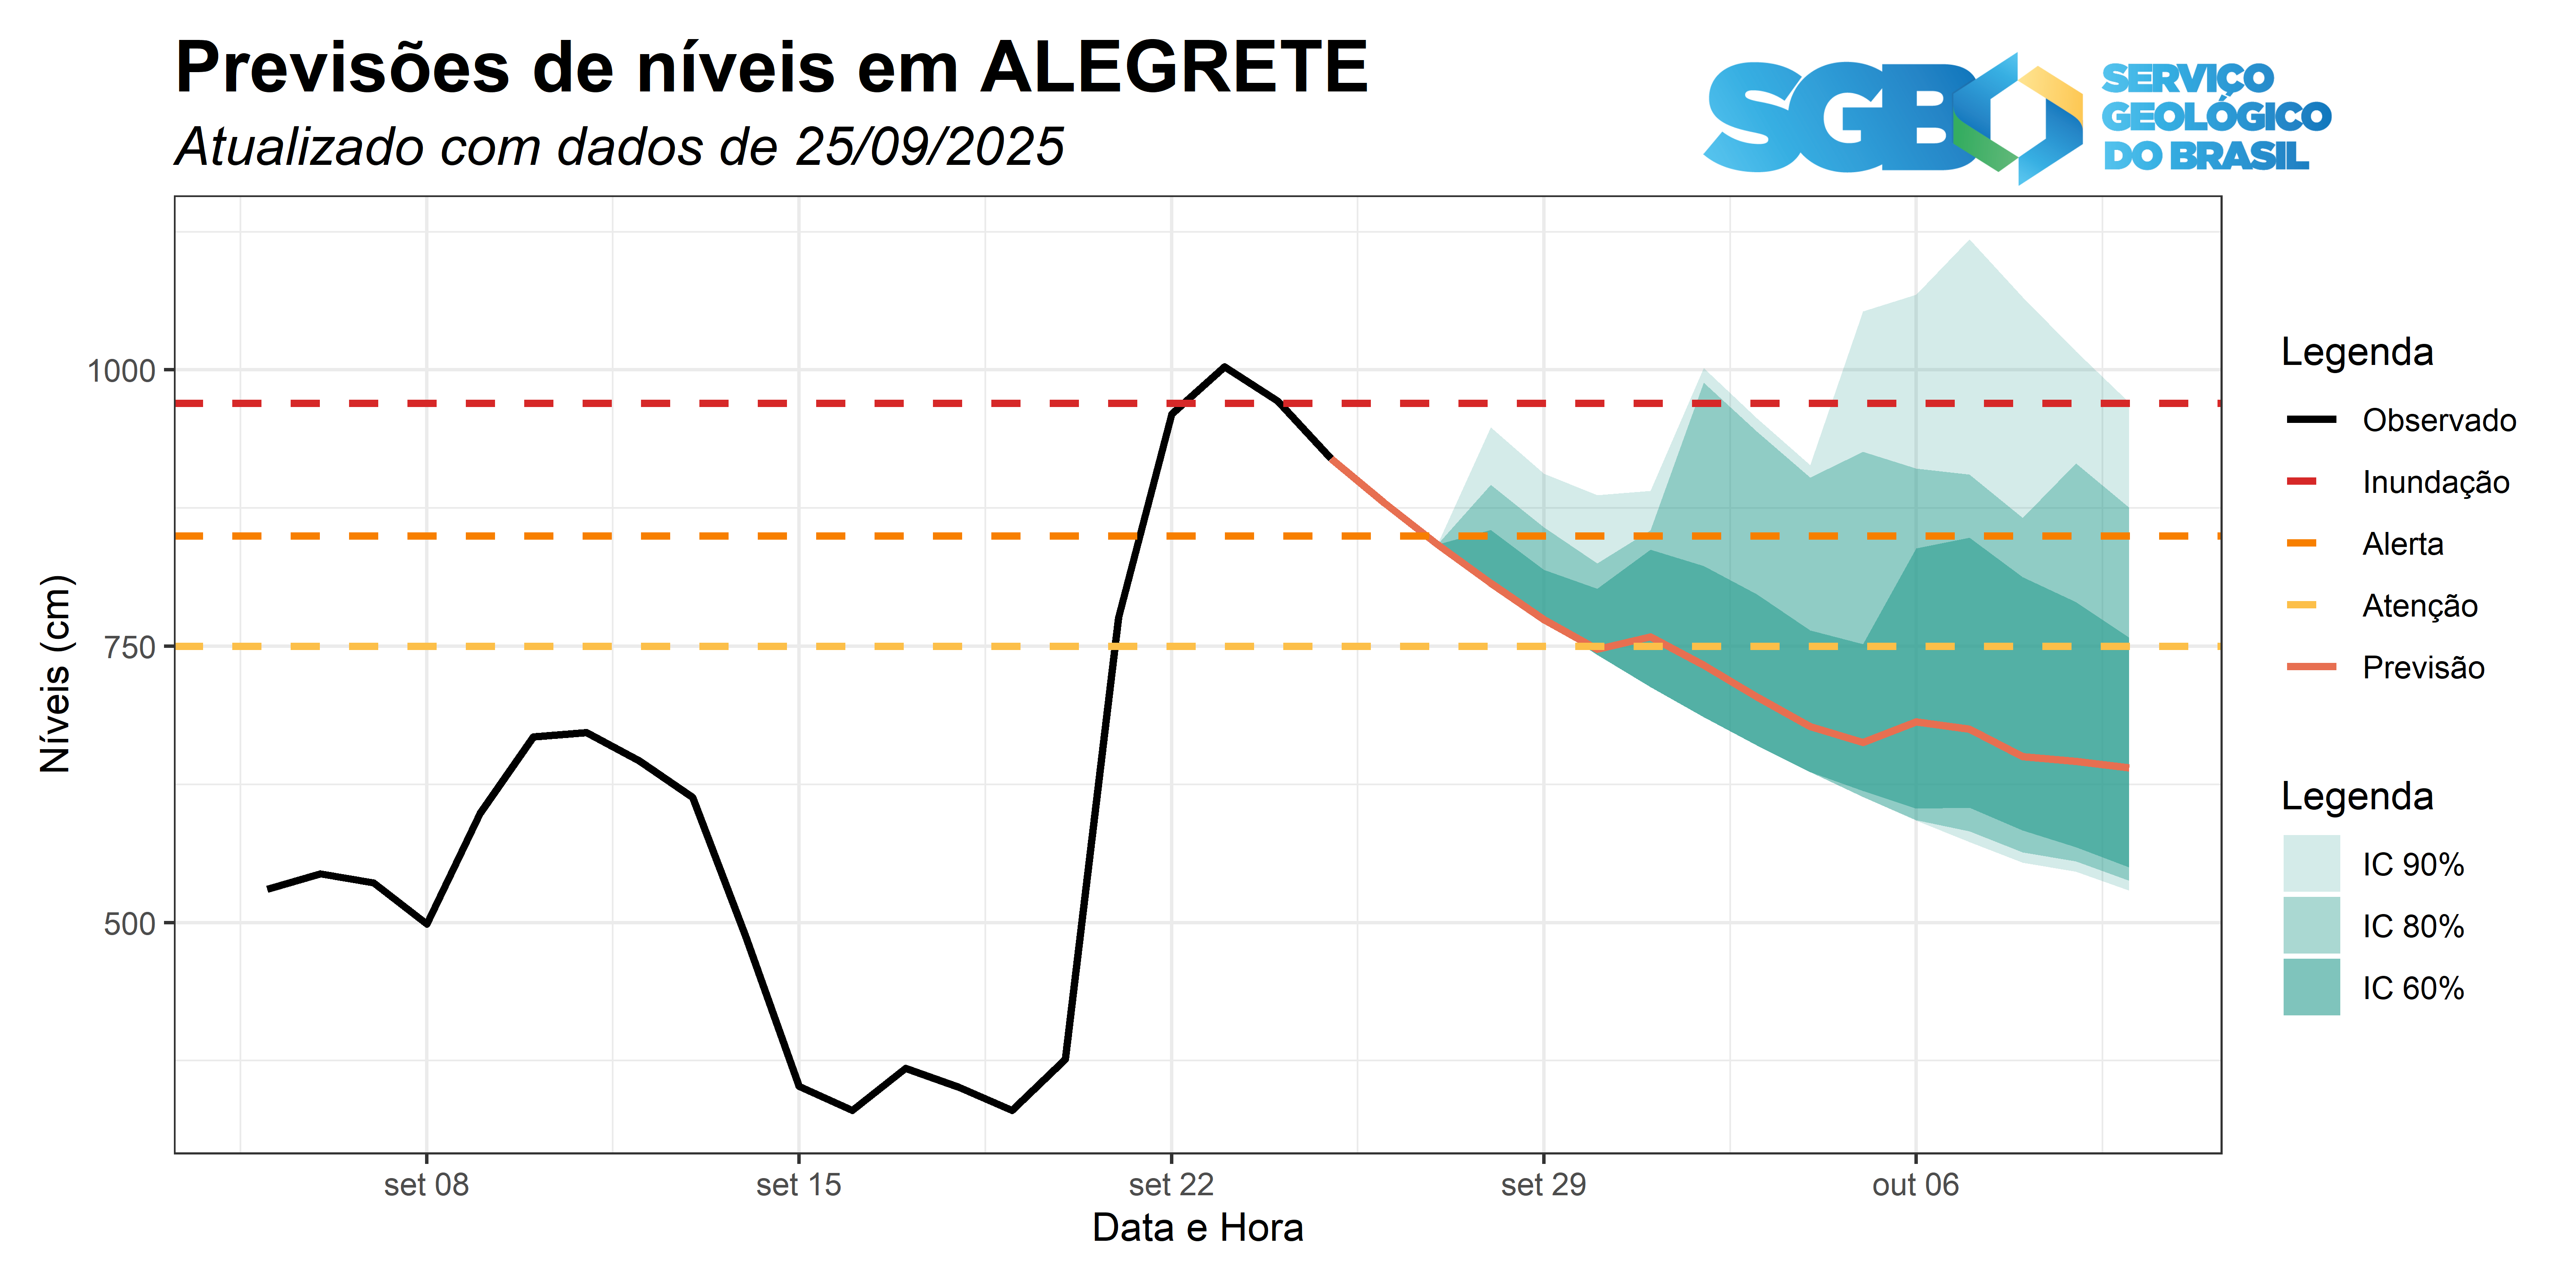 Previsões de níveis em ALEGRETE
Atualizado com dados de 25/09/2025
SGB
SERVIÇO
GEOLÓGICO
DO BRASIL
Níveis (cm)
1000
750
500
set 08
set 15
set 22
set 29
out 06
Data e Hora
Legenda
Observado
Inundação
Alerta
Atenção
Previsão
Legenda
IC 90%
IC 80%
IC 60%